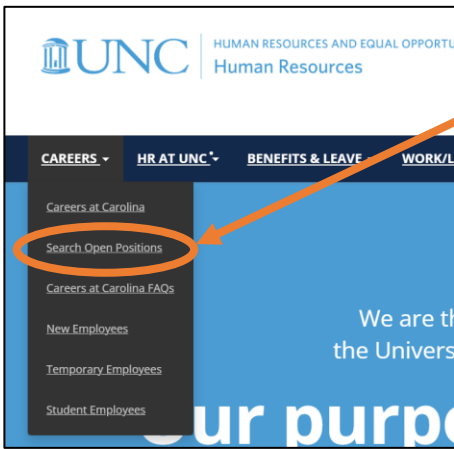 UNC
HUMAN RESOURCES AND EQUAL OPPORTU
Human Resources
CAREERS HR AT UNC BENEFITS & LEAVE WORK/L
Careers at Carolina
Search Open Positions
Careers at Carolina FAQs
New Employees
Temporary Employees
Student Employees
We are th
the Univers
ur purpo